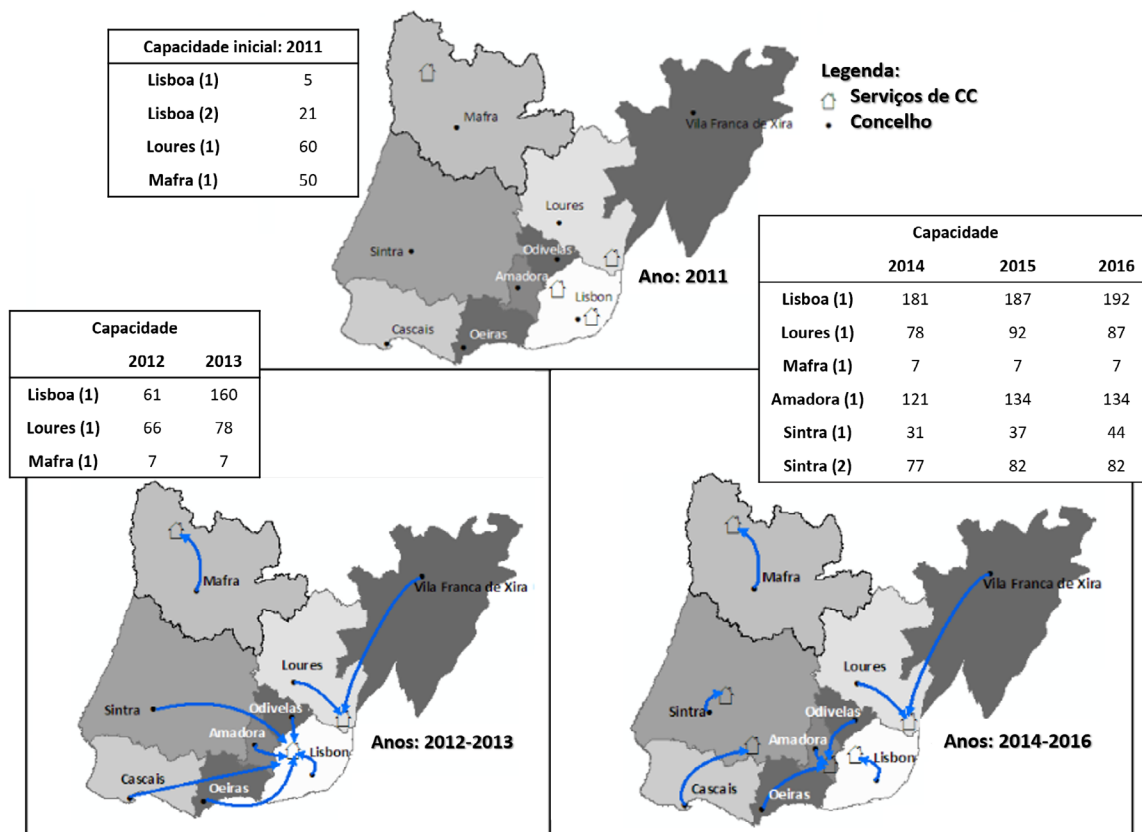 Capacidade inicial: 2011
Lisboa (1) 5
Lisboa (2) 21
Loures (1) 60
Mafra (1) 50
Legenda:
Serviços de CC
Concelho
Mafra
Vila Franca de Xira
Loures
Sintra
Odivelas
Amadora
Lisbon
Cascais
Oeiras
Ano: 2011
Capacidade
2012 2013
Lisboa (1) 61 160
Loures (1) 66 78
Mafra (1) 7 7
Capacidade
2014 2015 2016
Lisboa (1) 181 187 192
Loures (1) 78 92 87
Mafra (1) 7 7 7
Amadora (1) 121 134 134
Sintra (1) 31 37 44
Sintra (2) 77 82 82
Mafra
Vila Franca de Xira
Loures
Sintra
Odivelas
Amadora
Lisbon
Cascais
Oeiras
Anos: 2012-2013
Mafra
Vila Franca de Xira
Loures
Sintra
Odivelas
Amadora
Lisbon
Cascais
Oeiras
Anos: 2014-2016